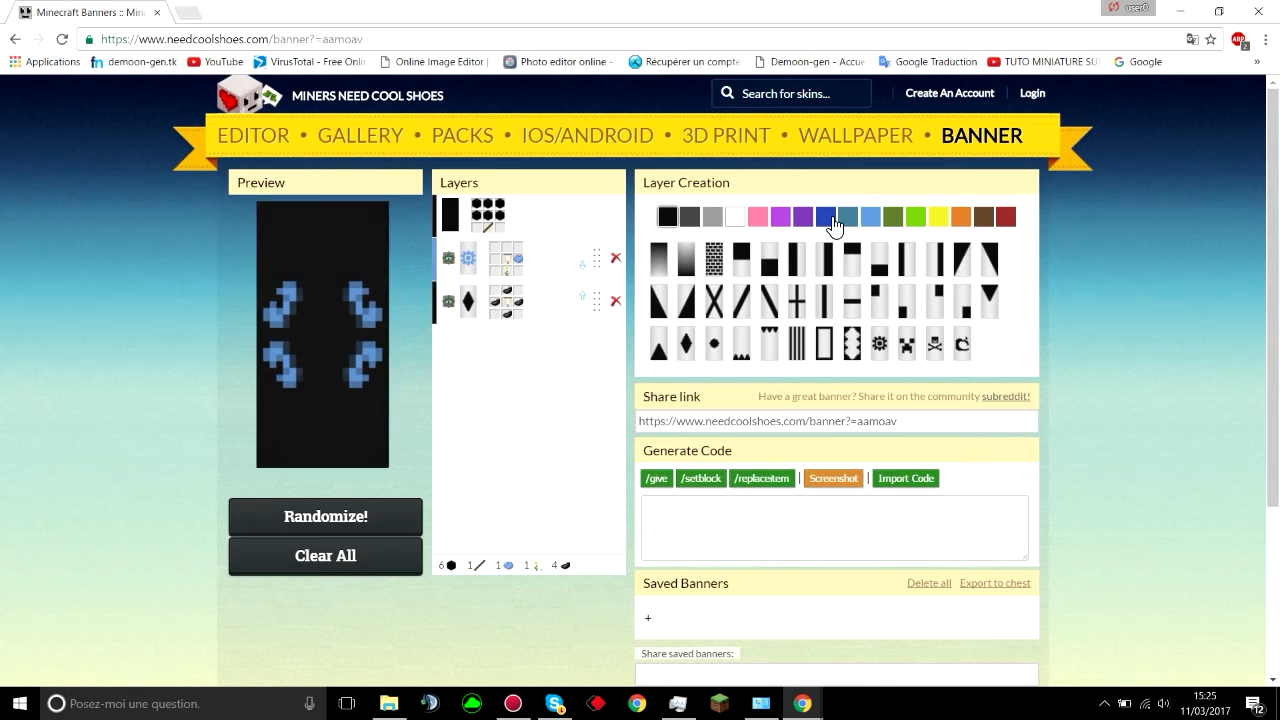 Minecraft Banners :: Min
user0
https://www.needcoolshoes.com/banner?=aamoav
Applications
demoon-gen.tk
YouTube
VirusTotal - Free Onli
Online Image Editor |
Photo editor online -
Récupérer un compte
Demoon-gen - Accue
Google Traduction
TUTO MINIATURE SU
Google
»
MINERS NEED COOL SHOES
Search for skins...
Create An Account
Login
EDITOR • GALLERY • PACKS • IOS/ANDROID • 3D PRINT • WALLPAPER • BANNER
Preview
Layers
Layer Creation
Share link
Have a great banner? Share it on the community subreddit!
https://www.needcoolshoes.com/banner?=aamoav
Generate Code
/give
/setblock
/replaceitem
|
Screenshot
|
Import Code
Randomize!
Clear All
6 1 1 1 4
Saved Banners
Delete all
Export to chest
+
Share saved banners:
Posez-moi une question.
15:25
11/03/2017